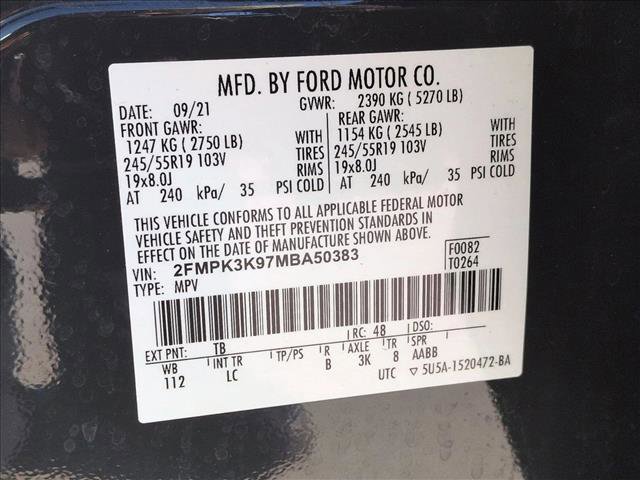 MFD. BY FORD MOTOR CO.
DATE: 09/21 GVWR: 2390 KG ( 5270 LB)
FRONT GAWR: REAR GAWR:
1247 KG ( 2750 LB) WITH 1154 KG ( 2545 LB) WITH
245/55R19 103V TIRES 245/55R19 103V TIRES
19x8.0J RIMS 19x8.0J RIMS
AT 240 kPa/ 35 PSI COLD AT 240 kPa/ 35 PSI COLD
THIS VEHICLE CONFORMS TO ALL APPLICABLE FEDERAL MOTOR
VEHICLE SAFETY AND THEFT PREVENTION STANDARDS IN
EFFECT ON THE DATE OF MANUFACTURE SHOWN ABOVE.
VIN: 2FMPK3K97MBA50383 F0082
TYPE: MPV T0264
RC: 48 DSO:
EXT PNT: TB
WB INT TR TP/PS R AXLE TR SPR
112 LC B 3K 8 AABB
UTC ▽ 5U5A-1520472-BA